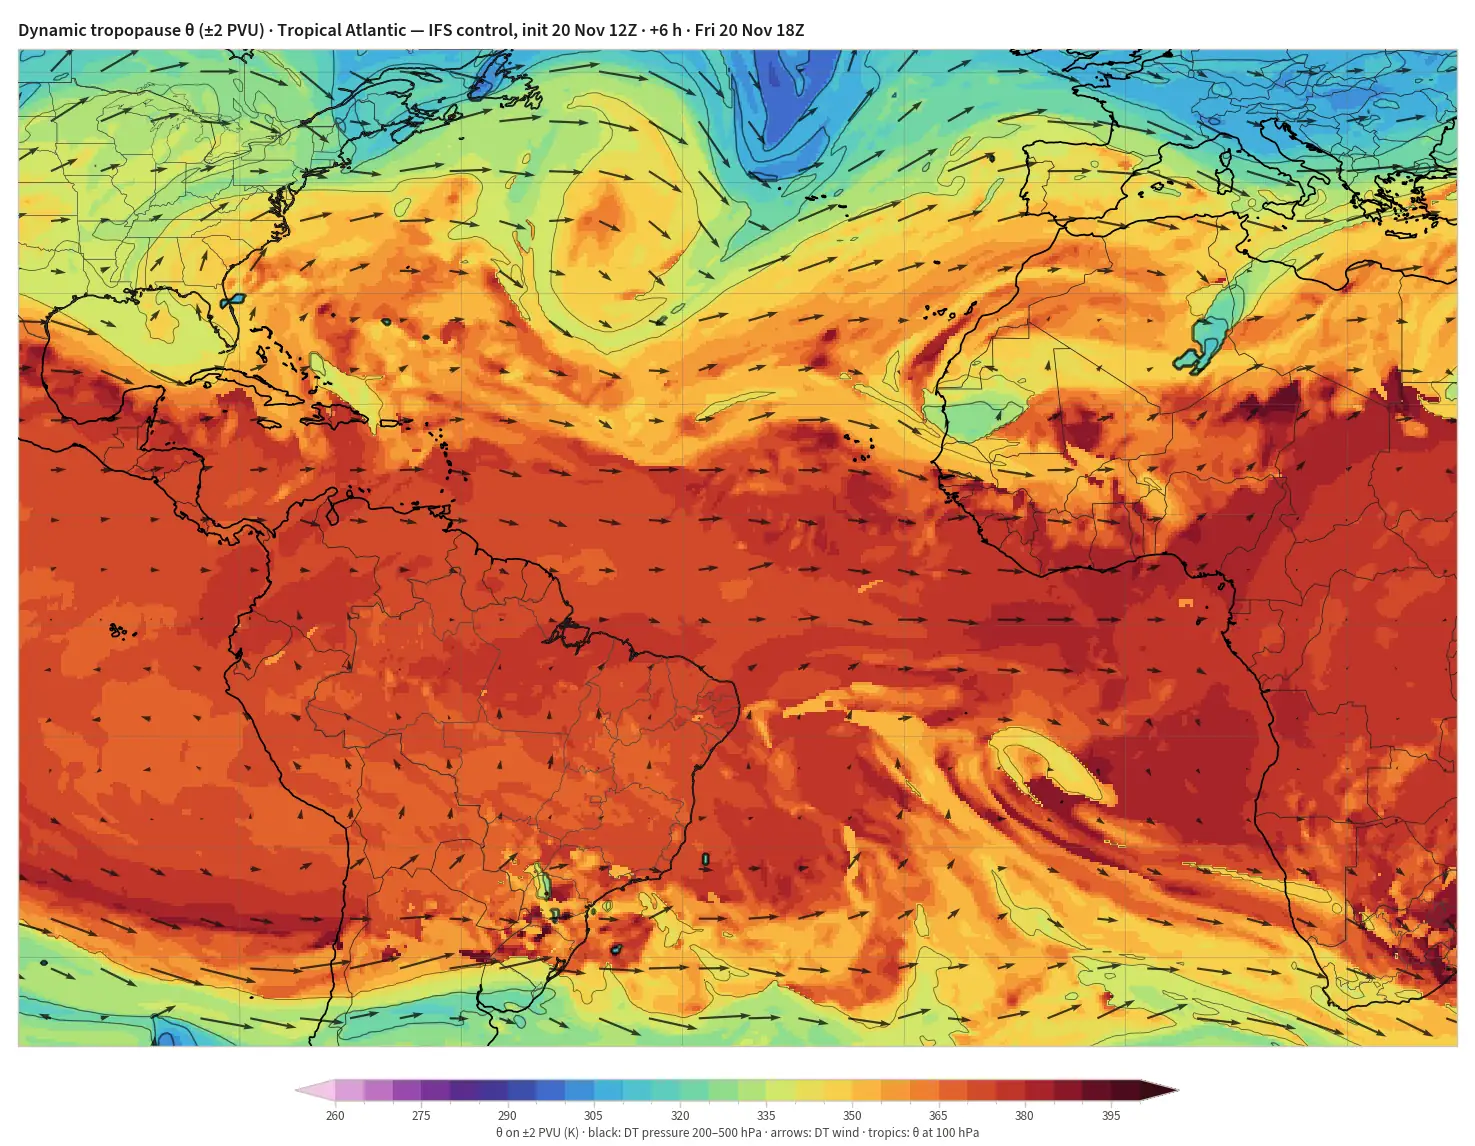 Dynamic tropopause θ (±2 PVU) · Tropical Atlantic — IFS control, init 20 Nov 12Z · +6 h · Fri 20 Nov 18Z
260 275 290 305 320 335 350 365 380 395
θ on ±2 PVU (K) · black: DT pressure 200–500 hPa · arrows: DT wind · tropics: θ at 100 hPa